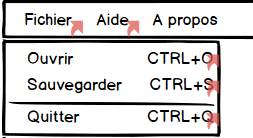 Fichier Aide A propos
Ouvrir CTRL+O
Sauvegarder CTRL+S
Quitter CTRL+Q